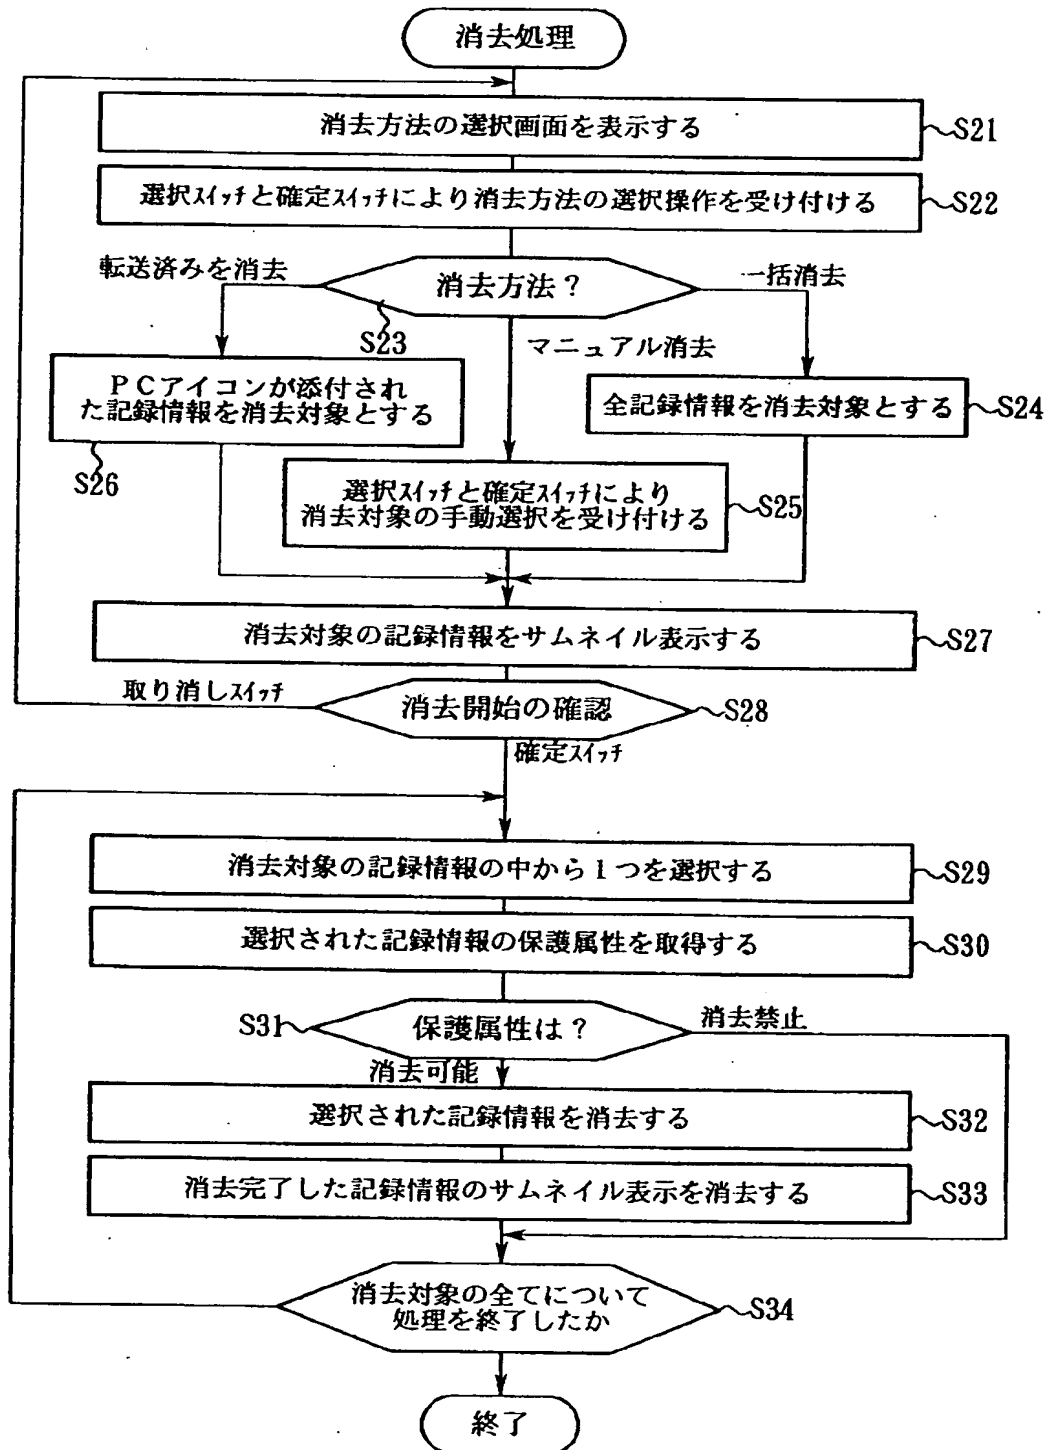 消去処理
消去方法の選択画面を表示する
S21
選択スイッチと確定スイッチにより消去方法の選択操作を受け付ける
S22
転送済みを消去
消去方法？
一括消去
S23
マニュアル消去
PCアイコンが添付され
た記録情報を消去対象とする
S26
全記録情報を消去対象とする
S24
選択スイッチと確定スイッチにより
消去対象の手動選択を受け付ける
S25
消去対象の記録情報をサムネイル表示する
S27
取り消しスイッチ
消去開始の確認
S28
確定スイッチ
消去対象の記録情報の中から1つを選択する
S29
選択された記録情報の保護属性を取得する
S30
S31
保護属性は？
消去禁止
消去可能
選択された記録情報を消去する
S32
消去完了した記録情報のサムネイル表示を消去する
S33
消去対象の全てについて
処理を終了したか
S34
終了